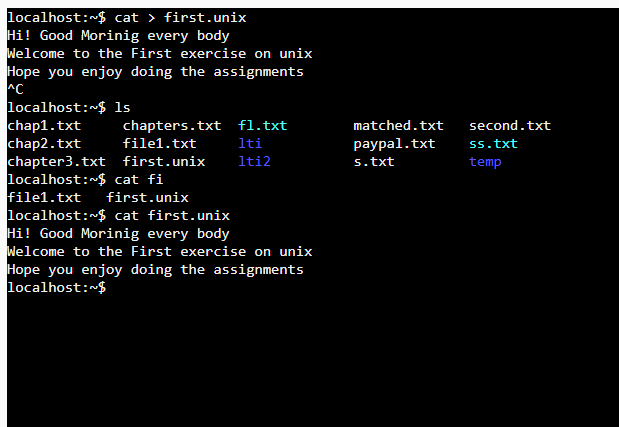 localhost:~$ cat > first.unix
Hi! Good Morinig every body
Welcome to the First exercise on unix
Hope you enjoy doing the assignments
^C
localhost:~$ ls
chap1.txt     chapters.txt  fl.txt        matched.txt   second.txt
chap2.txt     file1.txt     lti           paypal.txt    ss.txt
chapter3.txt  first.unix    lti2          s.txt         temp
localhost:~$ cat fi
file1.txt   first.unix
localhost:~$ cat first.unix
Hi! Good Morinig every body
Welcome to the First exercise on unix
Hope you enjoy doing the assignments
localhost:~$